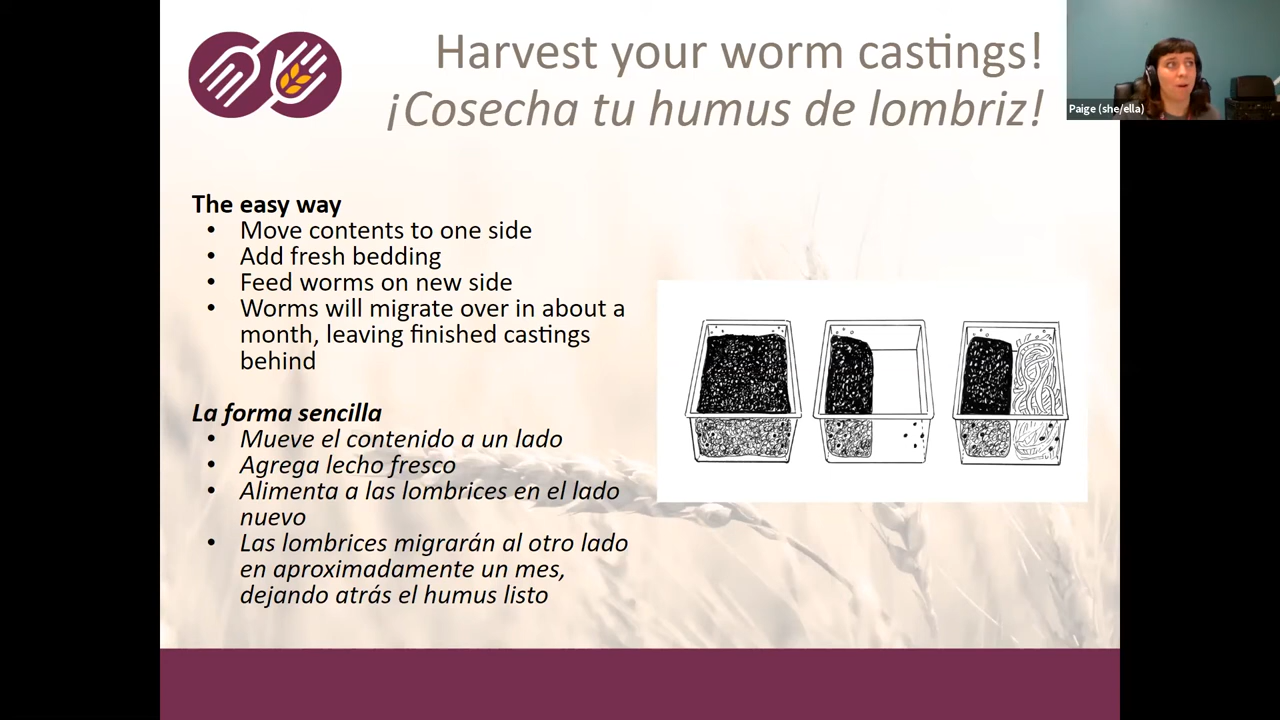 Harvest your worm castings!
¡Cosecha tu humus de lombriz!
Paige (she/ella)
The easy way
• Move contents to one side
• Add fresh bedding
• Feed worms on new side
• Worms will migrate over in about a
month, leaving finished castings
behind
La forma sencilla
• Mueve el contenido a un lado
• Agrega lecho fresco
• Alimenta a las lombrices en el lado
nuevo
• Las lombrices migrarán al otro lado
en aproximadamente un mes,
dejando atrás el humus listo